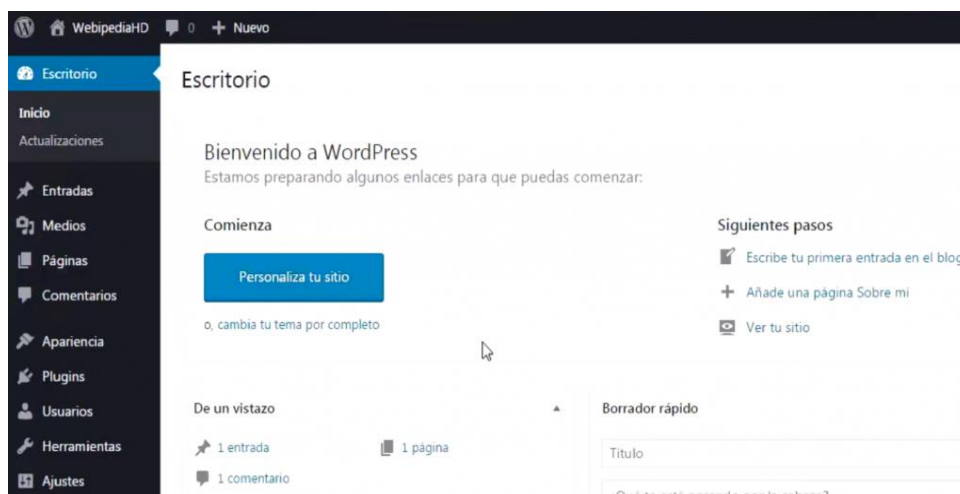 WebipediaHD 0 + Nuevo
Escritorio
Inicio
Actualizaciones
Entradas
Medios
Páginas
Comentarios
Apariencia
Plugins
Usuarios
Herramientas
Ajustes
Escritorio
Bienvenido a WordPress
Estamos preparando algunos enlaces para que puedas comenzar:
Comienza
Personaliza tu sitio
o, cambia tu tema por completo
Siguientes pasos
Escribe tu primera entrada en el blog
Añade una página Sobre mi
Ver tu sitio
De un vistazo
1 entrada
1 página
1 comentario
Borrador rápido
Titulo